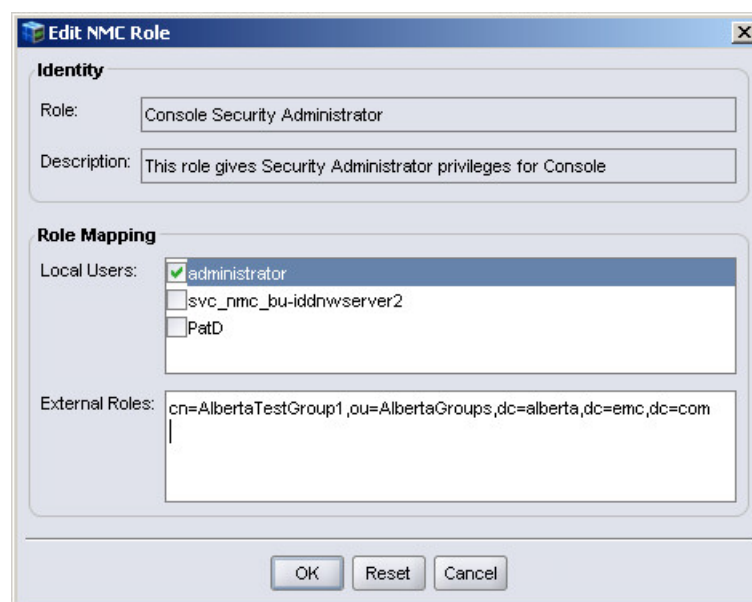 Edit NMC Role
Identity
Role: Console Security Administrator
Description: This role gives Security Administrator privileges for Console
Role Mapping
Local Users: administrator
svc_nmc_bu-iddnwserver2
PatD
External Roles: cn=AlbertaTestGroup1,ou=AlbertaGroups,dc=alberta,dc=emc,dc=com
OK Reset Cancel